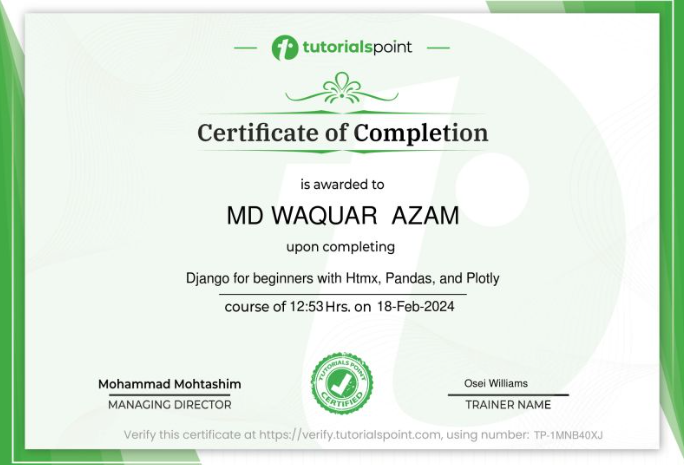 tutorialspoint
Certificate of Completion
is awarded to
MD WAQUAR AZAM
upon completing
Django for beginners with Htmx, Pandas, and Plotly
course of 12:53 Hrs. on 18-Feb-2024
Mohammad Mohtashim
MANAGING DIRECTOR
TUTORIALS POINT
CERTIFIED
Osei Williams
TRAINER NAME
Verify this certificate at https://verify.tutorialspoint.com, using number: TP-1MNB40XJ